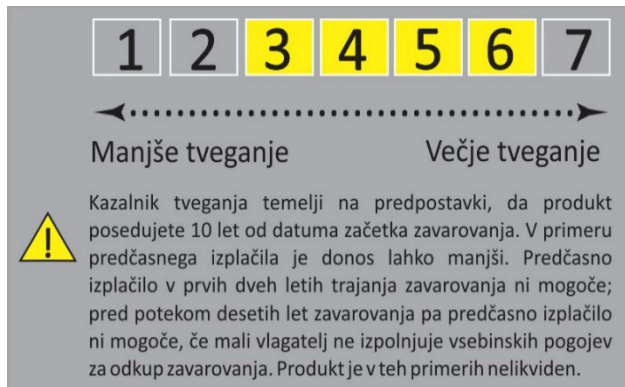 1 2 3 4 5 6 7
Manjše tveganje Večje tveganje
Kazalnik tveganja temelji na predpostavki, da produkt
posedujete 10 let od datuma začetka zavarovanja. V primeru
predčasnega izplačila je donos lahko manjši. Predčasno
izplačilo v prvih dveh letih trajanja zavarovanja ni mogoče;
pred potekom desetih let zavarovanja pa predčasno izplačilo
ni mogoče, če mali vlagatelj ne izpolnjuje vsebinskih pogojev
za odkup zavarovanja. Produkt je v teh primerih nelikviden.